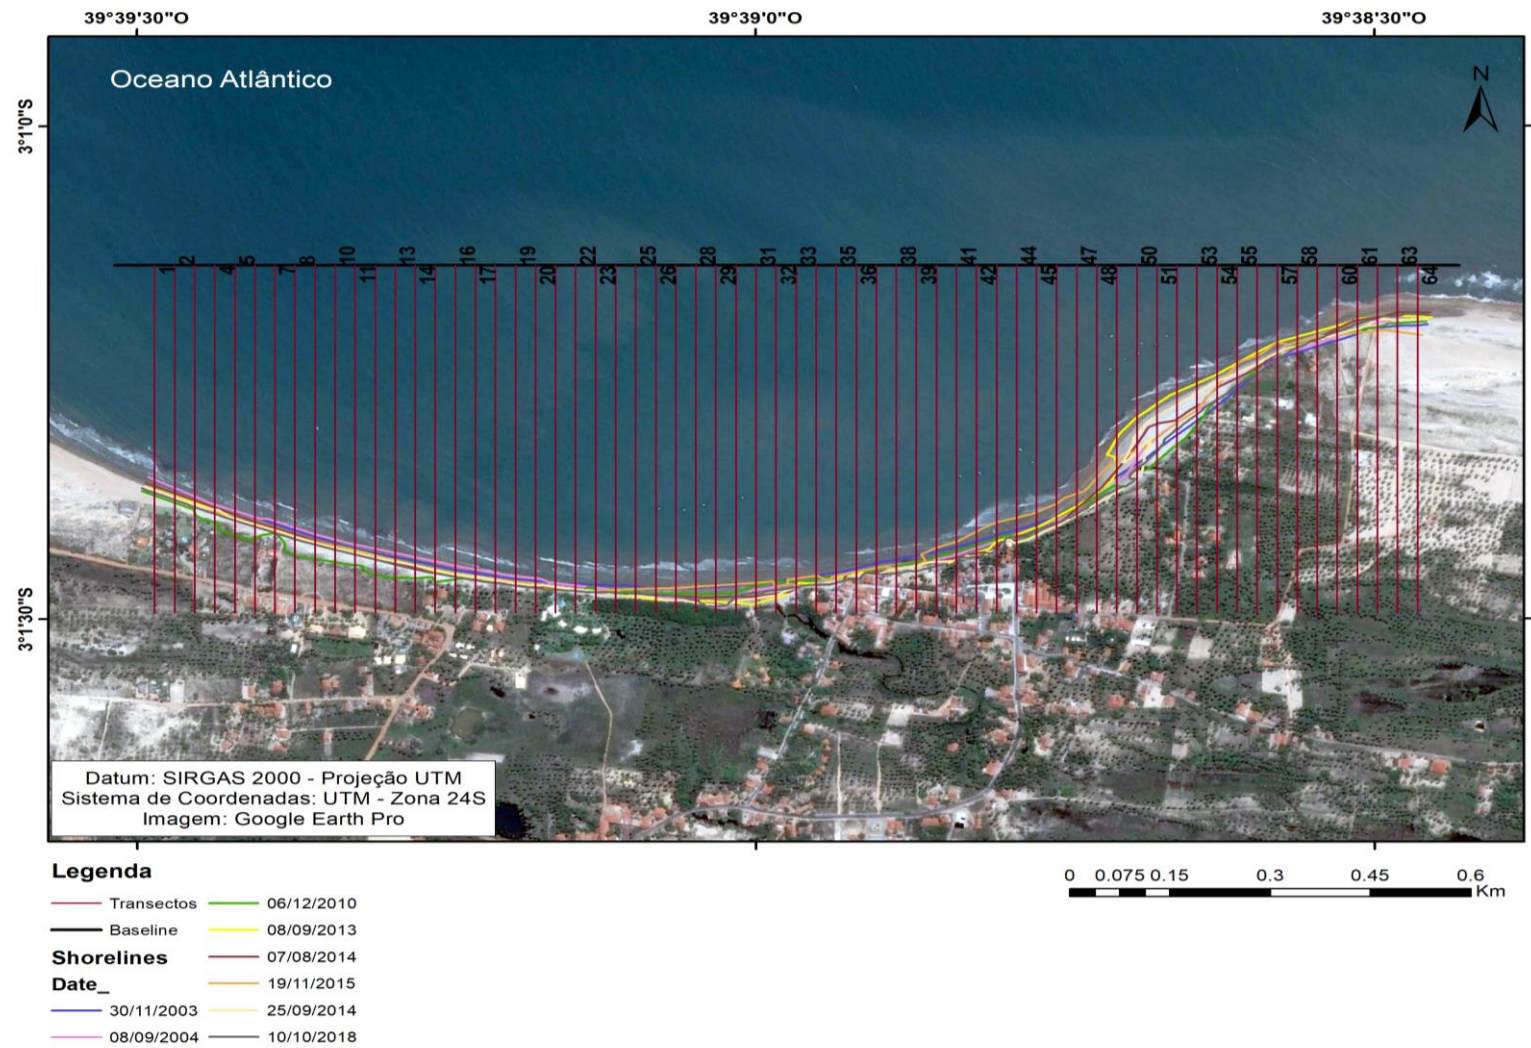 39°39'30"O 39°39'0"O 39°38'30"O
Oceano Atlântico
N
3°1'0"S
1 2 4 5 7 8 10 11 13 14 16 17 19 20 22 23 25 26 28 29 31 32 33 35 36 38 39 41 42 44 45 47 48 50 51 53 54 55 57 58 60 61 63 64
3°1'30"S
Datum: SIRGAS 2000 - Projeção UTM
Sistema de Coordenadas: UTM - Zona 24S
Imagem: Google Earth Pro
Legenda
Transectos
Baseline
Shorelines
Date_
30/11/2003
08/09/2004
06/12/2010
08/09/2013
07/08/2014
19/11/2015
25/09/2014
10/10/2018
0 0.075 0.15 0.3 0.45 0.6
Km